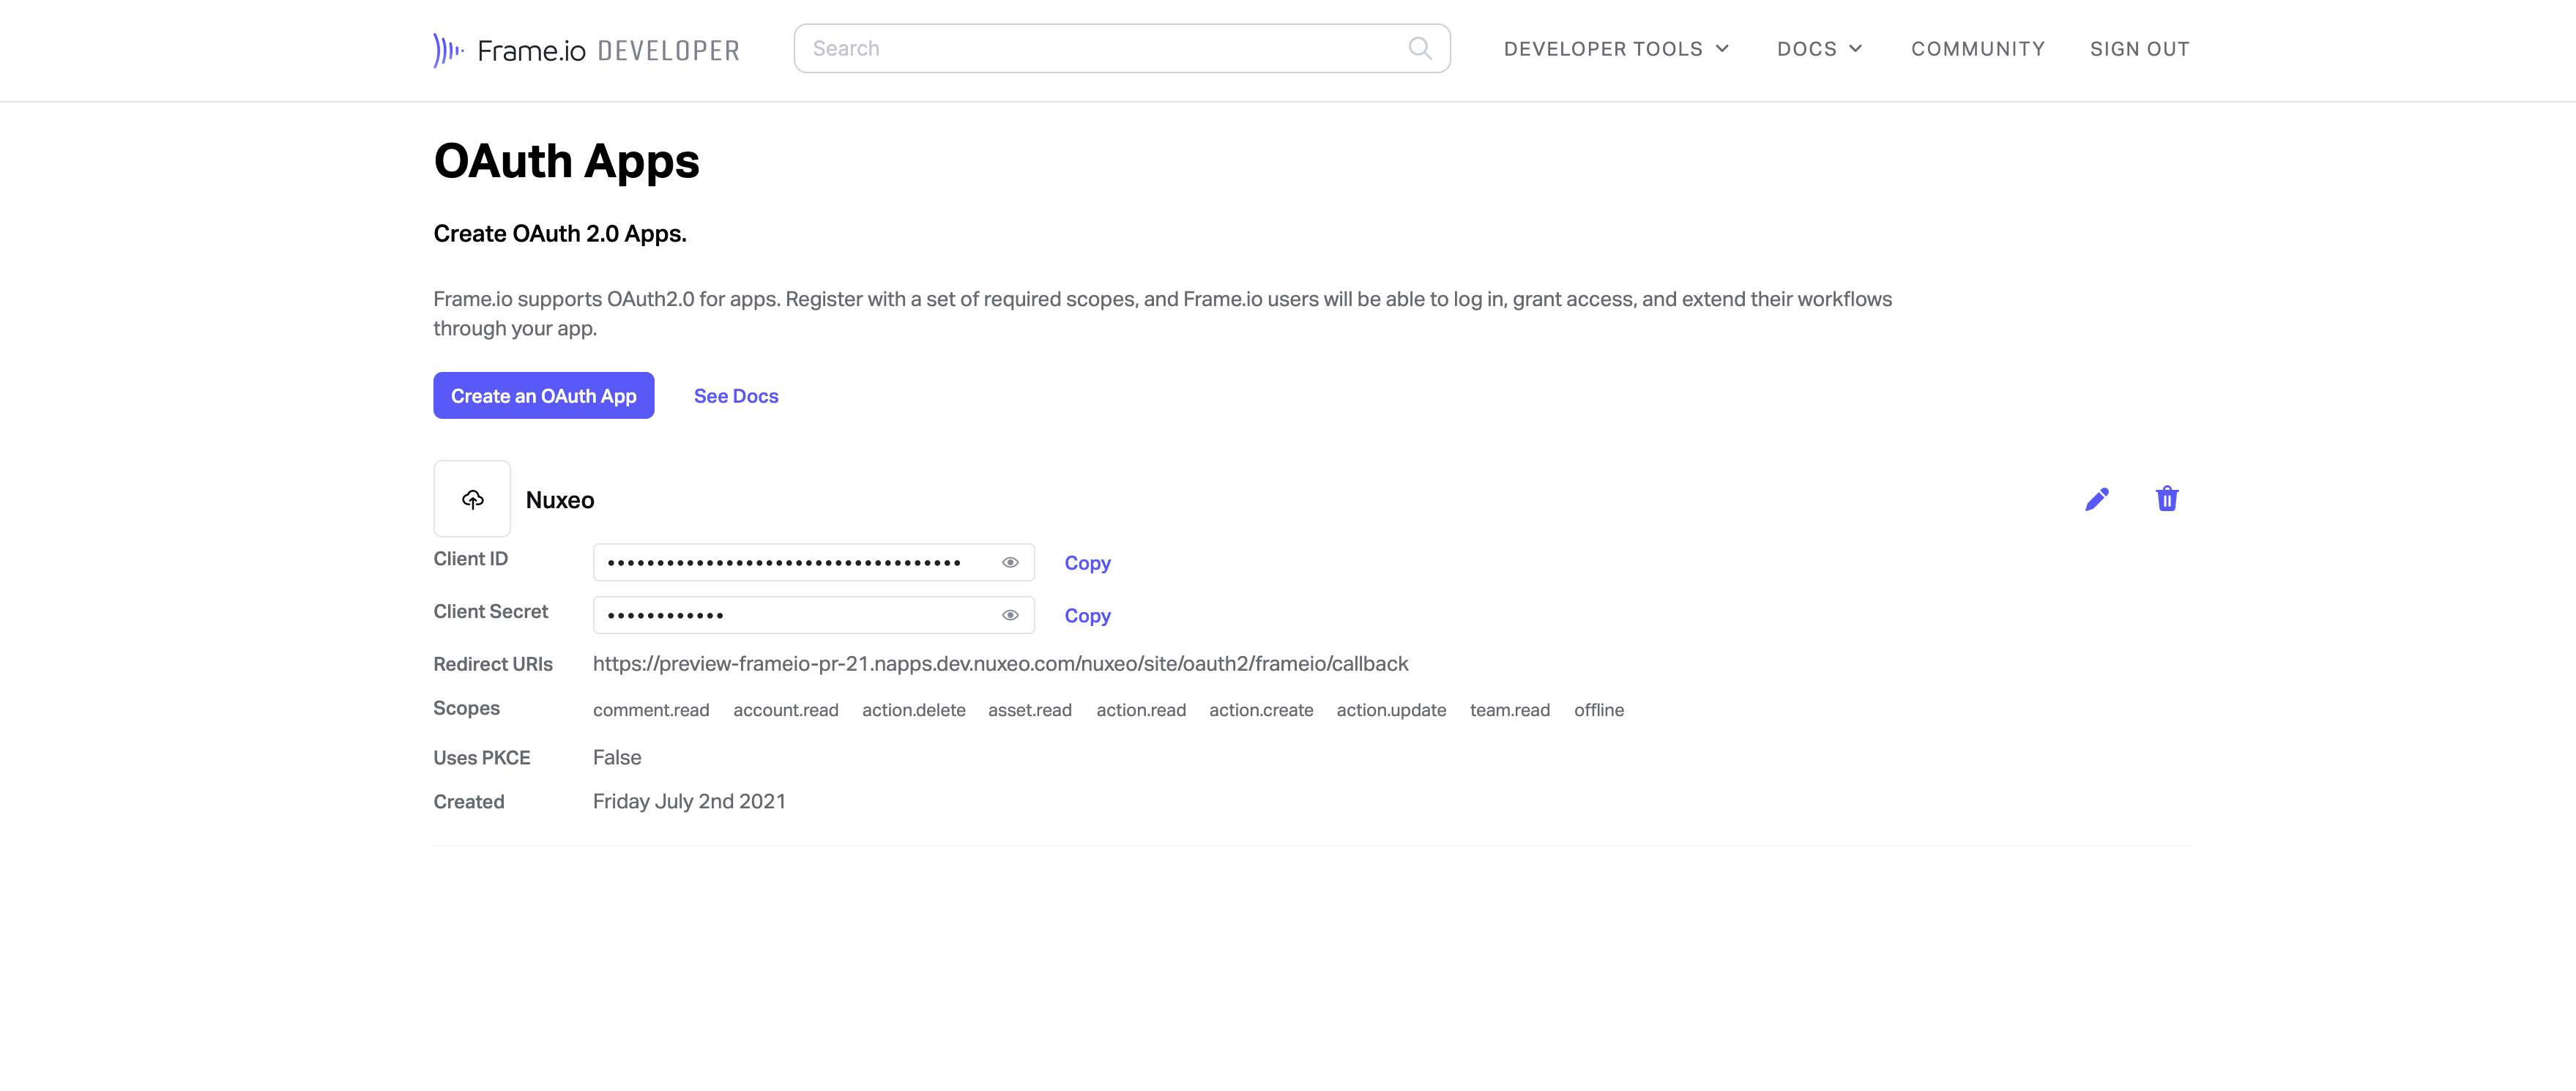 Frame.io DEVELOPER Search DEVELOPER TOOLS DOCS COMMUNITY SIGN OUT
OAuth Apps
Create OAuth 2.0 Apps.
Frame.io supports OAuth2.0 for apps. Register with a set of required scopes, and Frame.io users will be able to log in, grant access, and extend their workflows
through your app.
Create an OAuth App See Docs
Nuxeo
Client ID •••••••••••••••••••••••••••••••••••• Copy
Client Secret •••••••••••• Copy
Redirect URIs https://preview-frameio-pr-21.napps.dev.nuxeo.com/nuxeo/site/oauth2/frameio/callback
Scopes comment.read account.read action.delete asset.read action.read action.create action.update team.read offline
Uses PKCE False
Created Friday July 2nd 2021